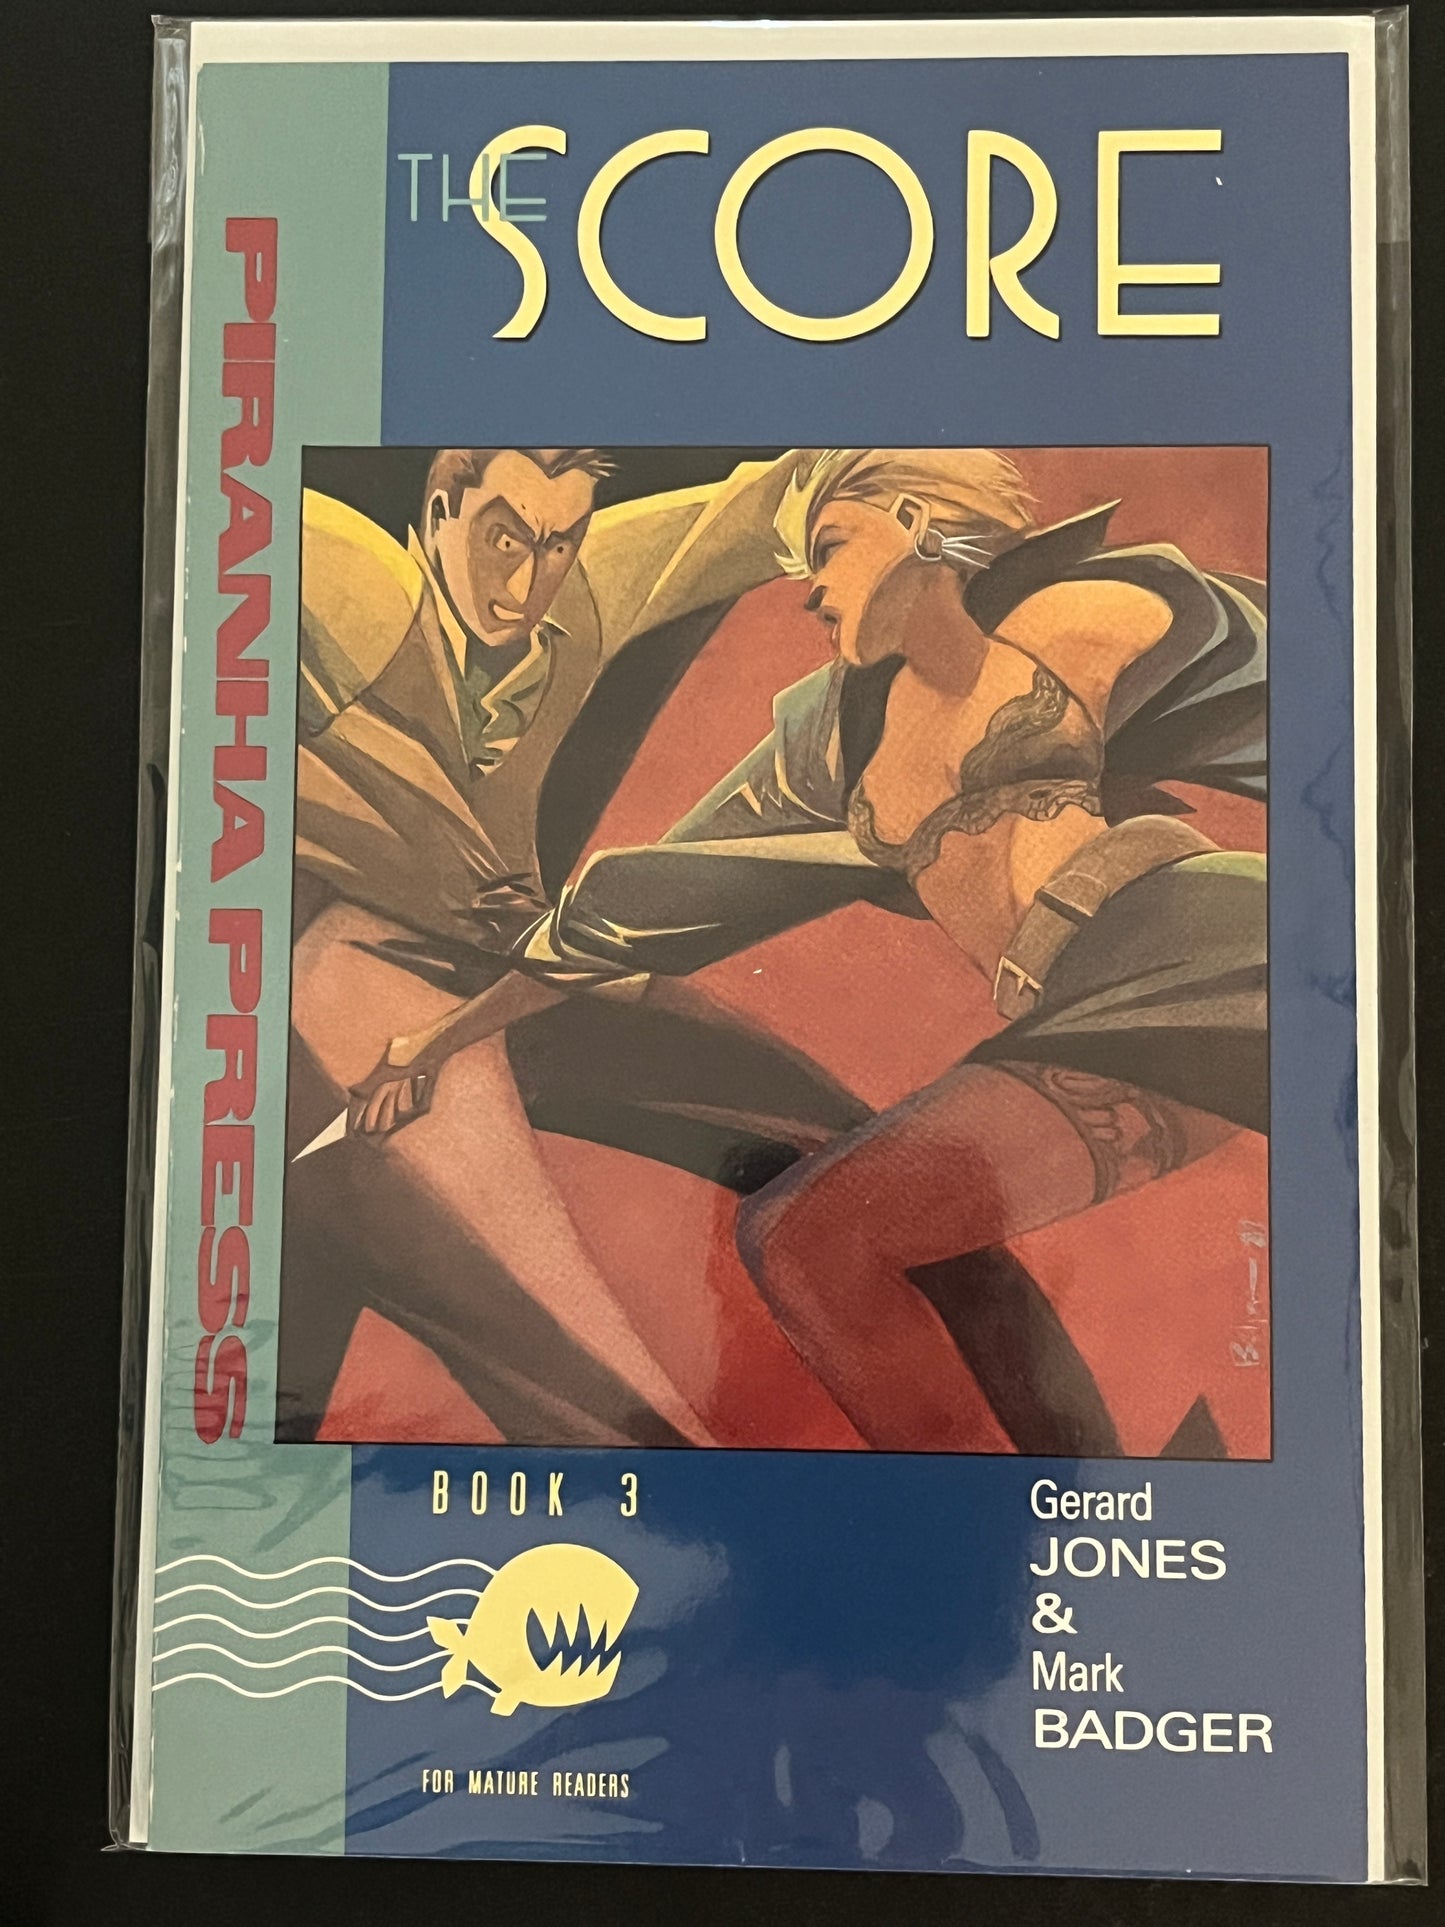 THE SCORE
PIRANHA PRESS
BOOK 3
Gerard
JONES
&
Mark
BADGER
FOR MATURE READERS